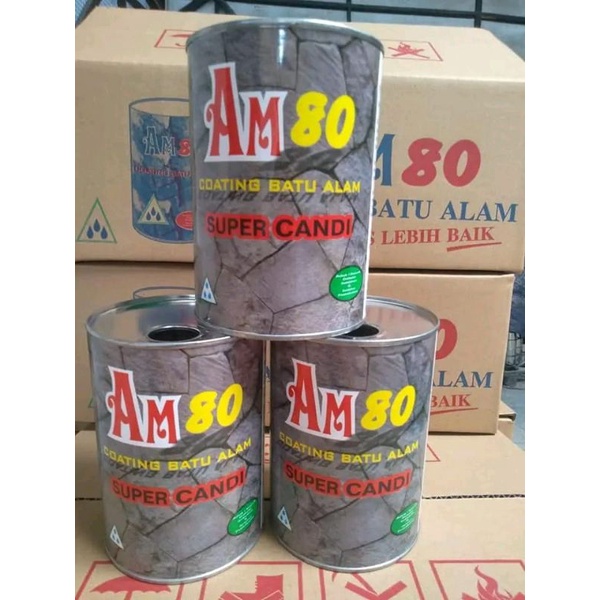 AM 80
COATING BATU ALAM
SUPER CANDI
AM 80
COATING BATU ALAM
SUPER CANDI
AM 80
COATING BATU ALAM
SUPER CANDI
AM 80
M 80
BATU ALAM
LEBIH BAIK
ALAM
BAIK